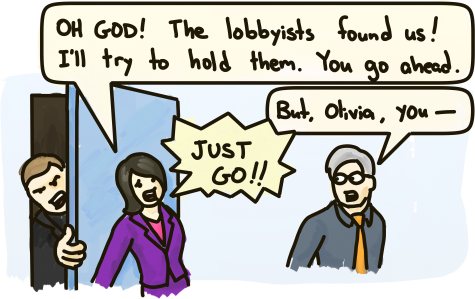 OH GOD! The lobbyists found us!
I'll try to hold them. You go ahead.
But, Olivia, you —
JUST
GO!!